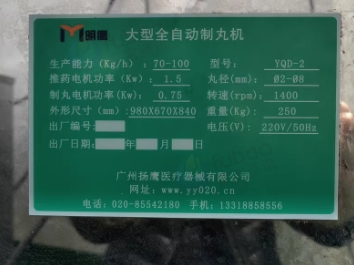 明鹰 大型全自动制丸机
生产能力(Kg/h):70-100 型号:YQD-2
推药电机功率(Kw):1.5 丸径(mm):Ø2-Ø8
制丸电机功率(Kw):0.75 转速(rpm):1400
外形尺寸(mm):980X670X840 重量(Kg):250
出厂编号: 电压(V):220V/50Hz
出厂日期: 年 月 日
广州扬鹰医疗器械有限公司
网址:www.yy020.cn
电话:020-85542180 手机:13318858556